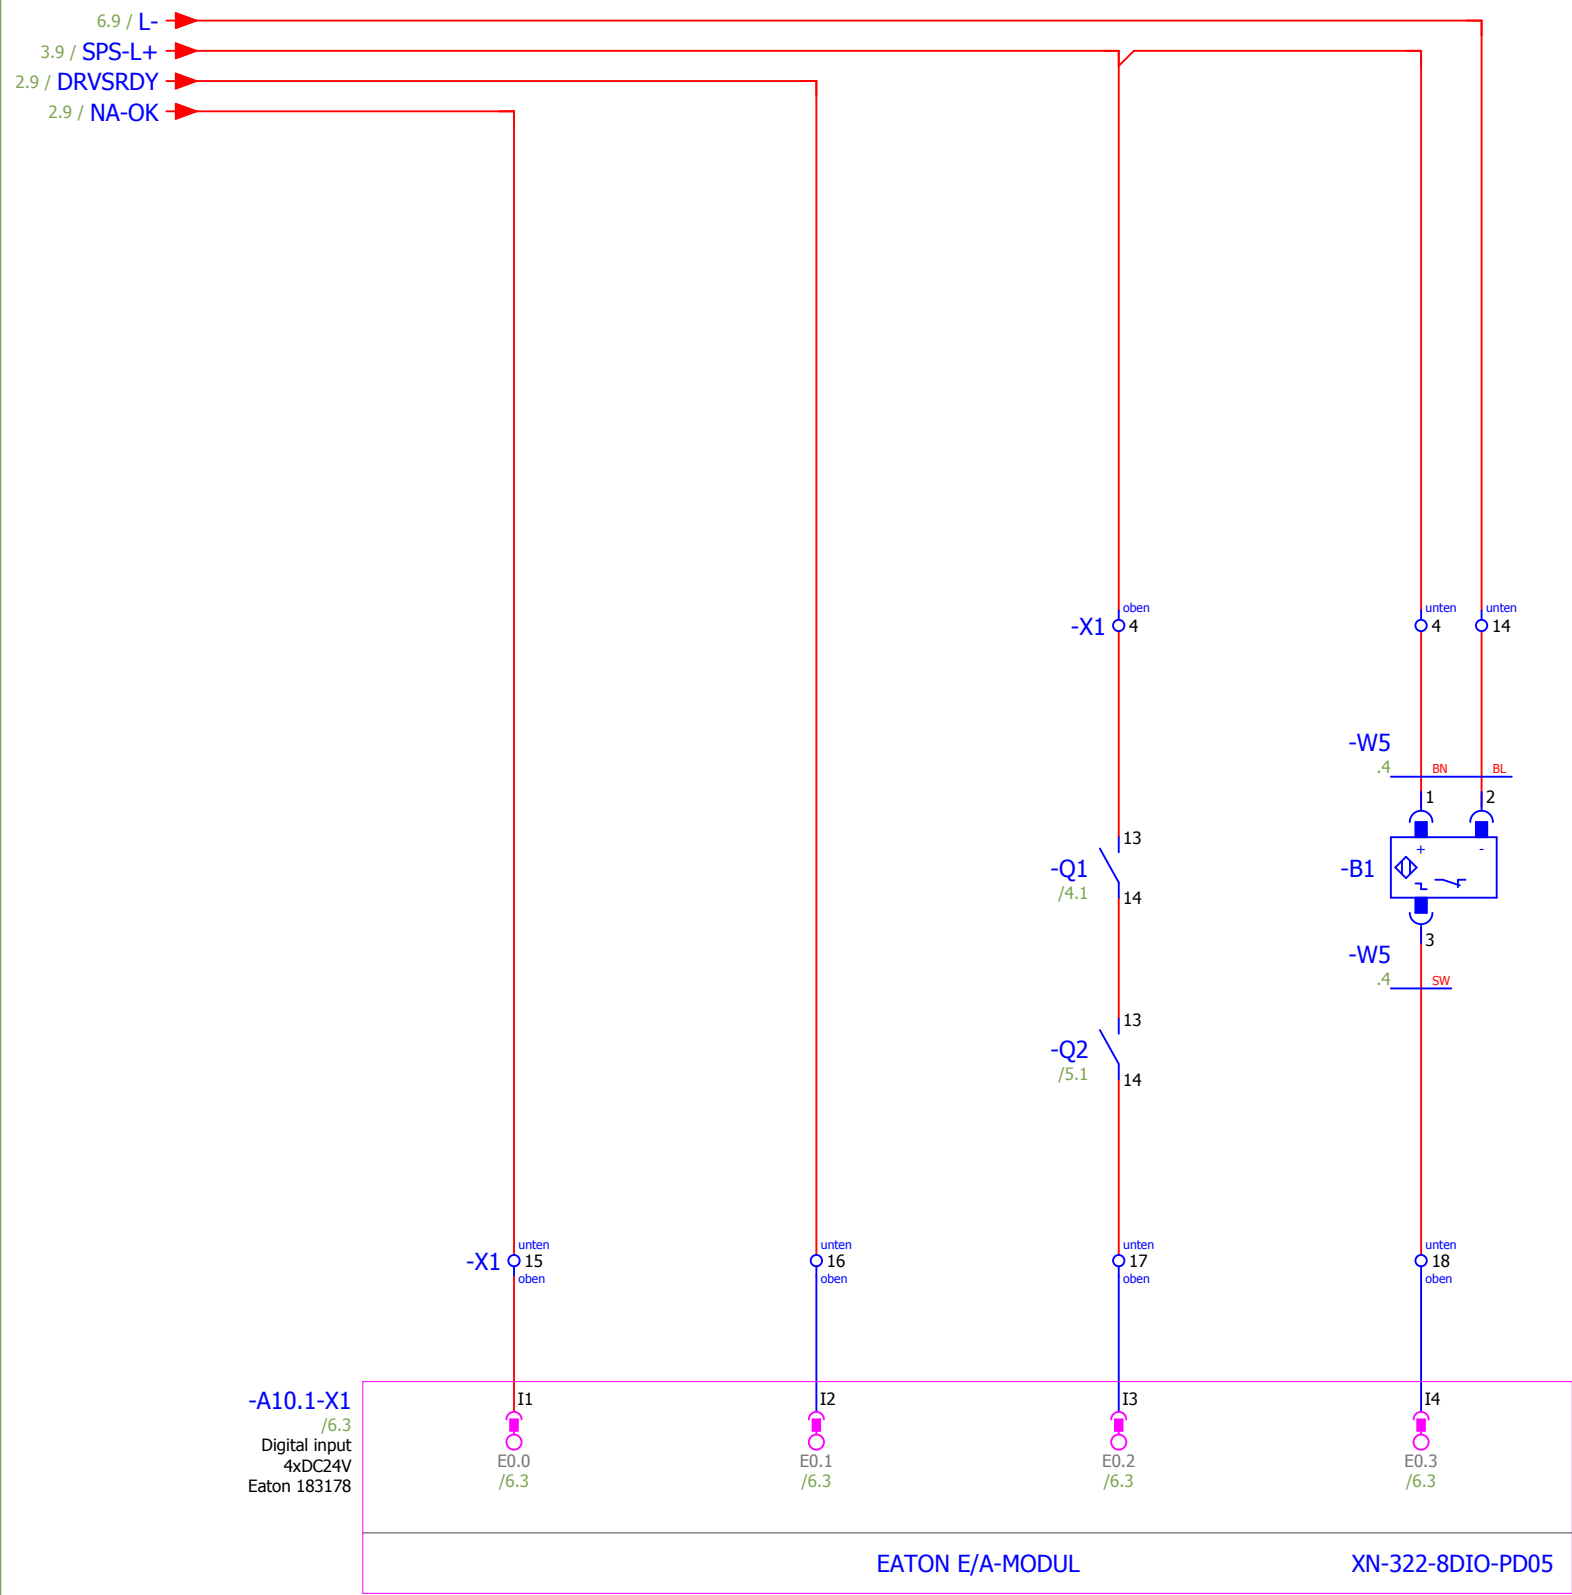 6.9 / L-
3.9 / SPS-L+
2.9 / DRVSRDY
2.9 / NA-OK
oben
-X1 4
unten
4
unten
14
-W5
.4 BN BL
1 2
-B1 + -
3
-W5
.4 SW
13
-Q1
/4.1
14
13
-Q2
/5.1
14
unten
-X1 15
oben
unten
16
oben
unten
17
oben
unten
18
oben
-A10.1-X1
/6.3
Digital input
4xDC24V
Eaton 183178
I1 I2 I3 I4
E0.0 E0.1 E0.2 E0.3
/6.3 /6.3 /6.3 /6.3
EATON E/A-MODUL XN-322-8DIO-PD05